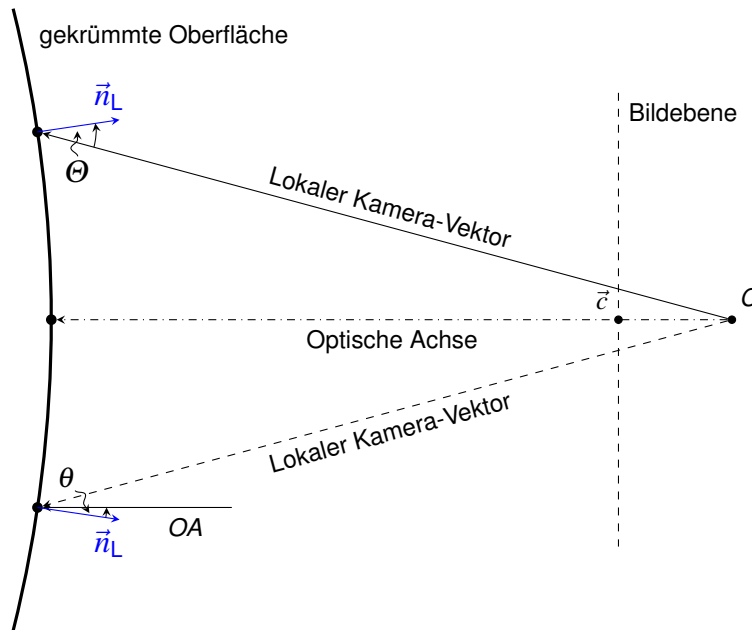 gekrümmte Oberfläche
n⃗L
Bildebene
Θ
Lokaler Kamera-Vektor
c⃗
Optische Achse
Lokaler Kamera-Vektor
θ
n⃗L
OA